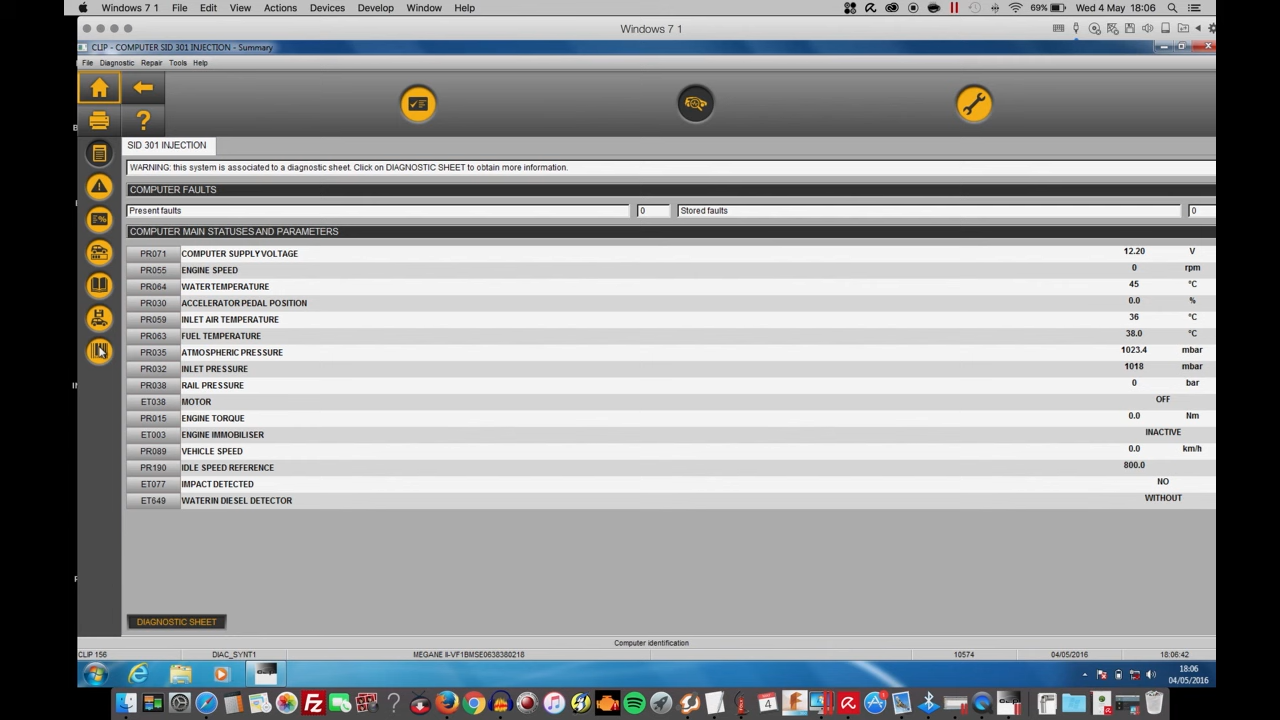 Windows 7 1 File Edit View Actions Devices Develop Window Help 69% Wed 4 May 18:06
Windows 7 1
CLIP - COMPUTER SID 301 INJECTION - Summary
File Diagnostic Repair Tools Help
?
SID 301 INJECTION
WARNING: this system is associated to a diagnostic sheet. Click on DIAGNOSTIC SHEET to obtain more information.
COMPUTER FAULTS
Present faults 0 Stored faults 0
COMPUTER MAIN STATUSES AND PARAMETERS
PR071 COMPUTER SUPPLY VOLTAGE 12.20 V
PR055 ENGINE SPEED 0 rpm
PR064 WATER TEMPERATURE 45 °C
PR030 ACCELERATOR PEDAL POSITION 0.0 %
PR059 INLET AIR TEMPERATURE 36 °C
PR063 FUEL TEMPERATURE 38.0 °C
PR035 ATMOSPHERIC PRESSURE 1023.4 mbar
PR032 INLET PRESSURE 1018 mbar
PR038 RAIL PRESSURE 0 bar
ET038 MOTOR OFF
PR015 ENGINE TORQUE 0.0 Nm
ET003 ENGINE IMMOBILISER INACTIVE
PR089 VEHICLE SPEED 0.0 km/h
PR190 IDLE SPEED REFERENCE 800.0
ET077 IMPACT DETECTED NO
ET649 WATER IN DIESEL DETECTOR WITHOUT
DIAGNOSTIC SHEET
Computer identification
CLIP 156 DIAC_SYNT1 MEGANE II-VF1BMSE0638380218 10574 04/05/2016 18:06:42
18:06
04/05/2016